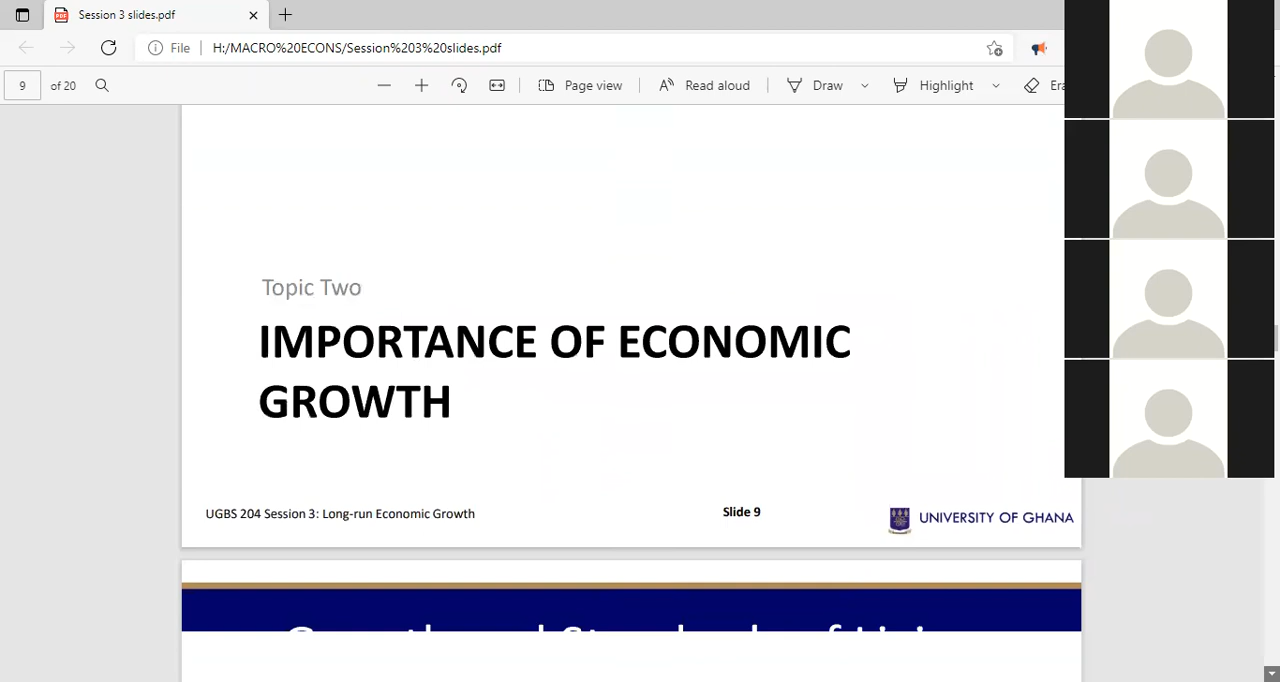 Session 3 slides.pdf
File
H:/MACRO%20ECONS/Session%203%20slides.pdf
9 of 20
Page view
Read aloud
Draw
Highlight
Era
Topic Two
IMPORTANCE OF ECONOMIC
GROWTH
UGBS 204 Session 3: Long-run Economic Growth
Slide 9
UNIVERSITY OF GHANA